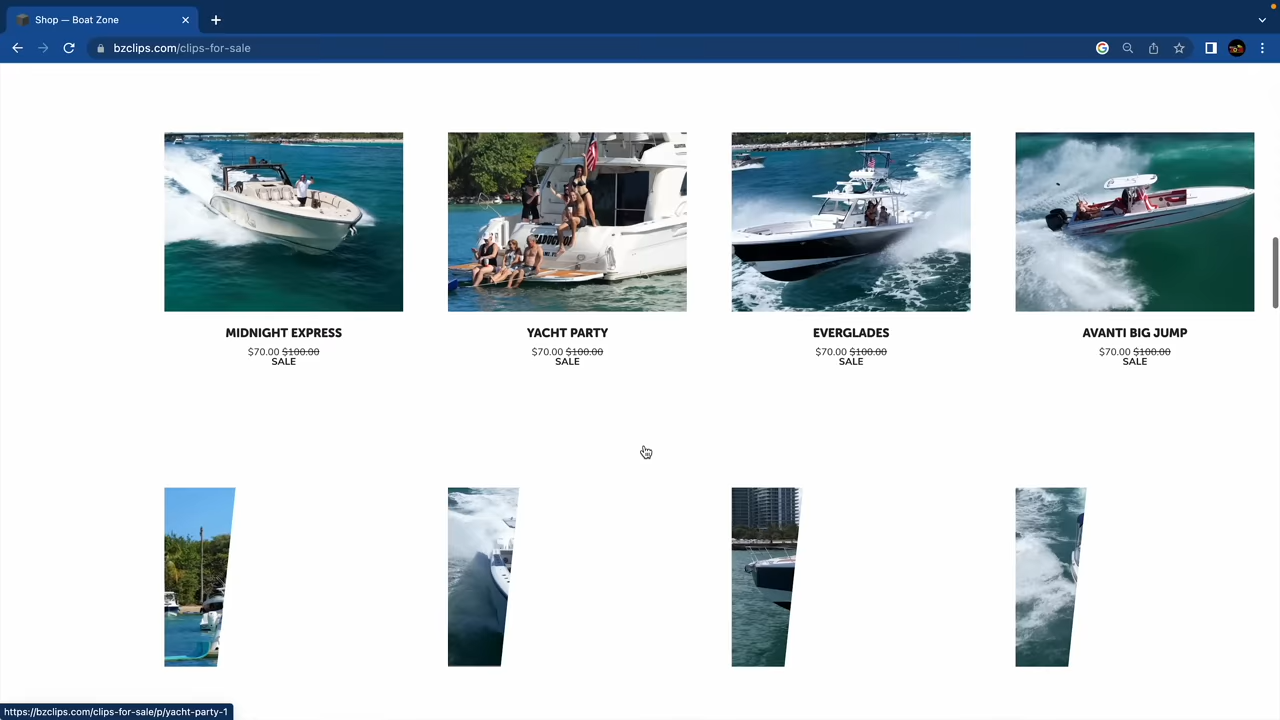 Shop — Boat Zone
bzclips.com/clips-for-sale
MIDNIGHT EXPRESS
$70.00 $100.00
SALE
YACHT PARTY
$70.00 $100.00
SALE
EVERGLADES
$70.00 $100.00
SALE
AVANTI BIG JUMP
$70.00 $100.00
SALE
https://bzclips.com/clips-for-sale/p/yacht-party-1